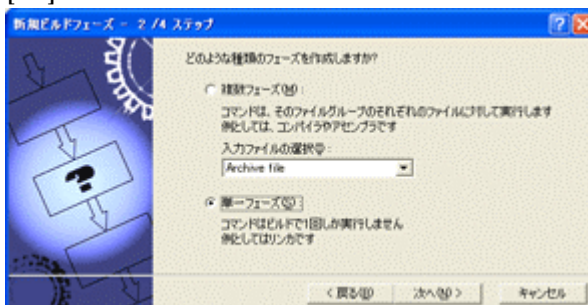 新規ビルドフェーズ - 2 /4 ステップ
どのような種類のフェーズを作成しますか?
複数フェーズ(M) :
コマンドは、そのファイルグループのそれぞれのファイルに対して実行します
例としては、コンパイラやアセンブラです
入力ファイルの選択(I) :
Archive file
単一フェーズ(S) :
コマンドはビルドで1回しか実行しません
例としてはリンカです
?
< 戻る(B)
次へ(N) >
キャンセル